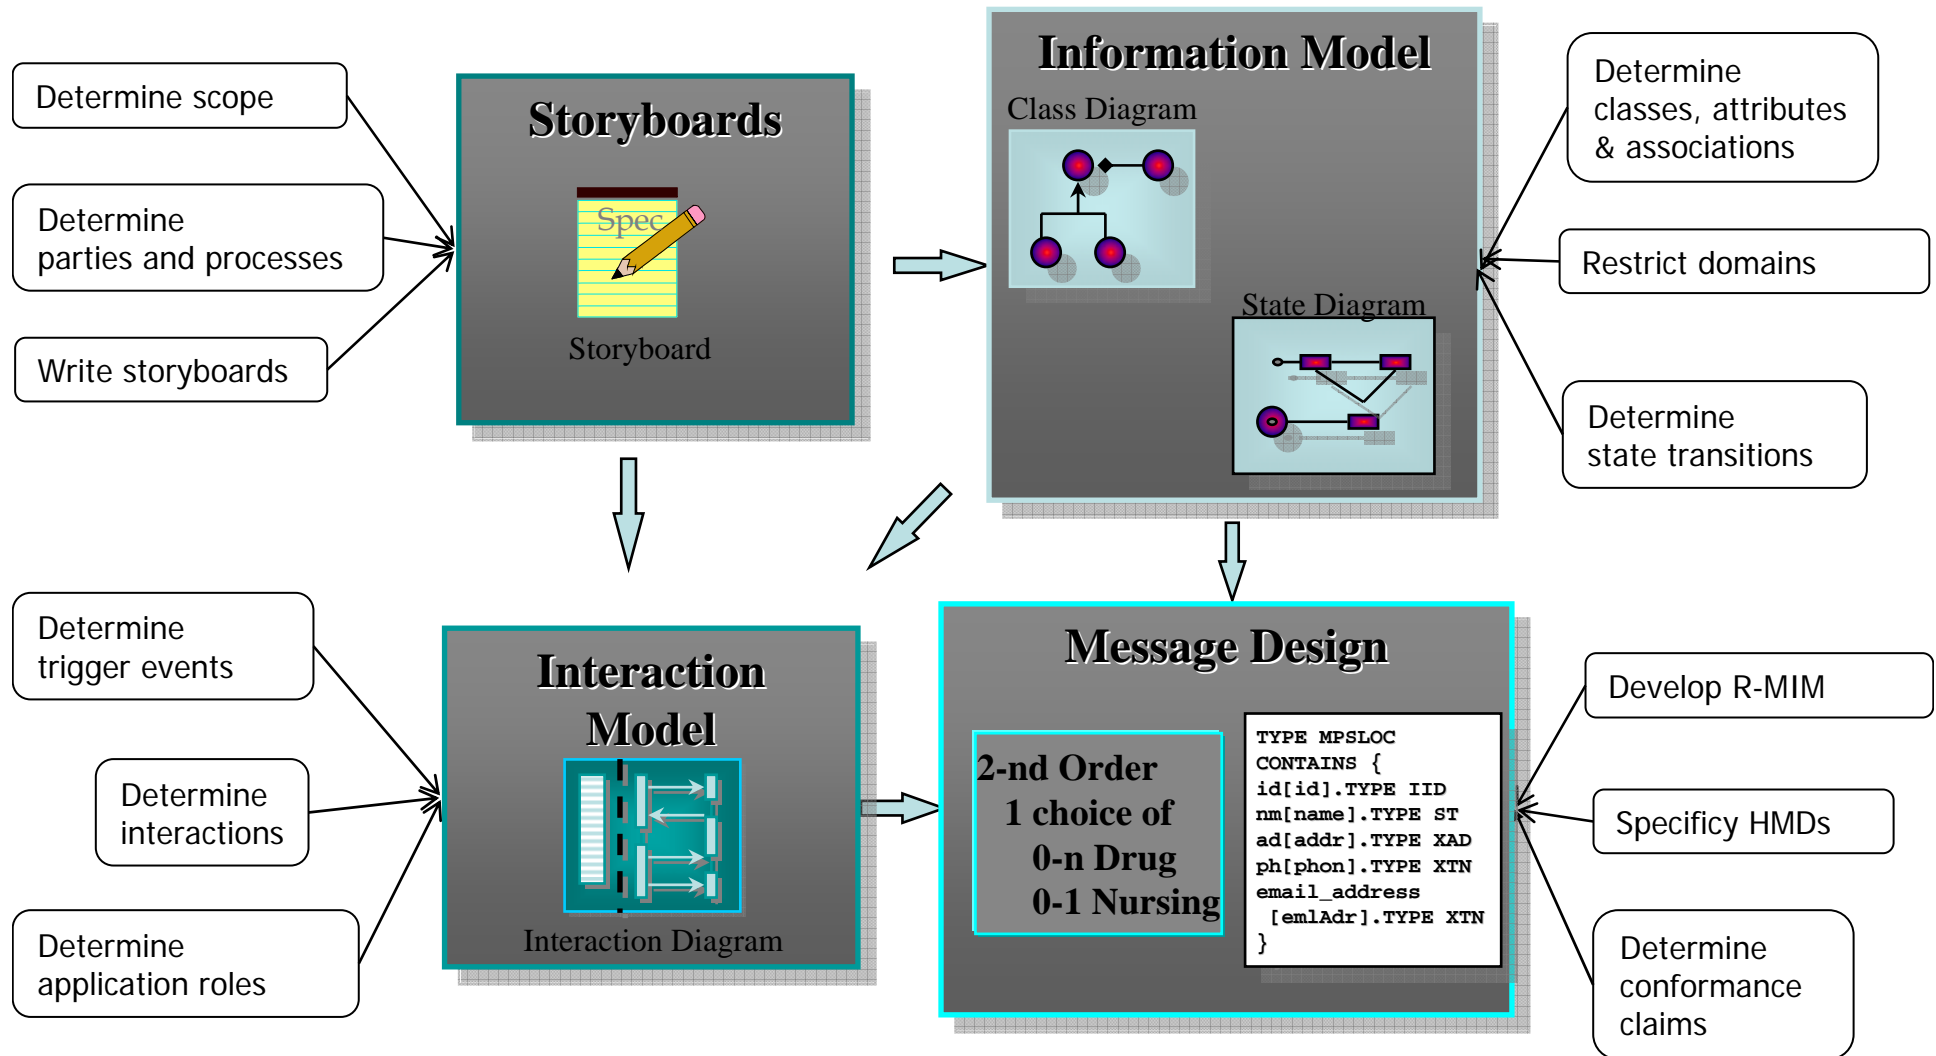 Determine scope
Determine
parties and processes
Write storyboards
Storyboards
Spec
Storyboard
Information Model
Class Diagram
State Diagram
Determine
classes, attributes
& associations
Restrict domains
Determine
state transitions
Determine
trigger events
Determine
interactions
Determine
application roles
Interaction
Model
Interaction Diagram
Message Design
2-nd Order
1 choice of
0-n Drug
0-1 Nursing
TYPE MPSLOC
CONTAINS {
id[id].TYPE IID
nm[name].TYPE ST
ad[addr].TYPE XAD
ph[phon].TYPE XTN
email_address
[emlAdr].TYPE XTN
}
Develop R-MIM
Specificy HMDs
Determine
conformance
claims